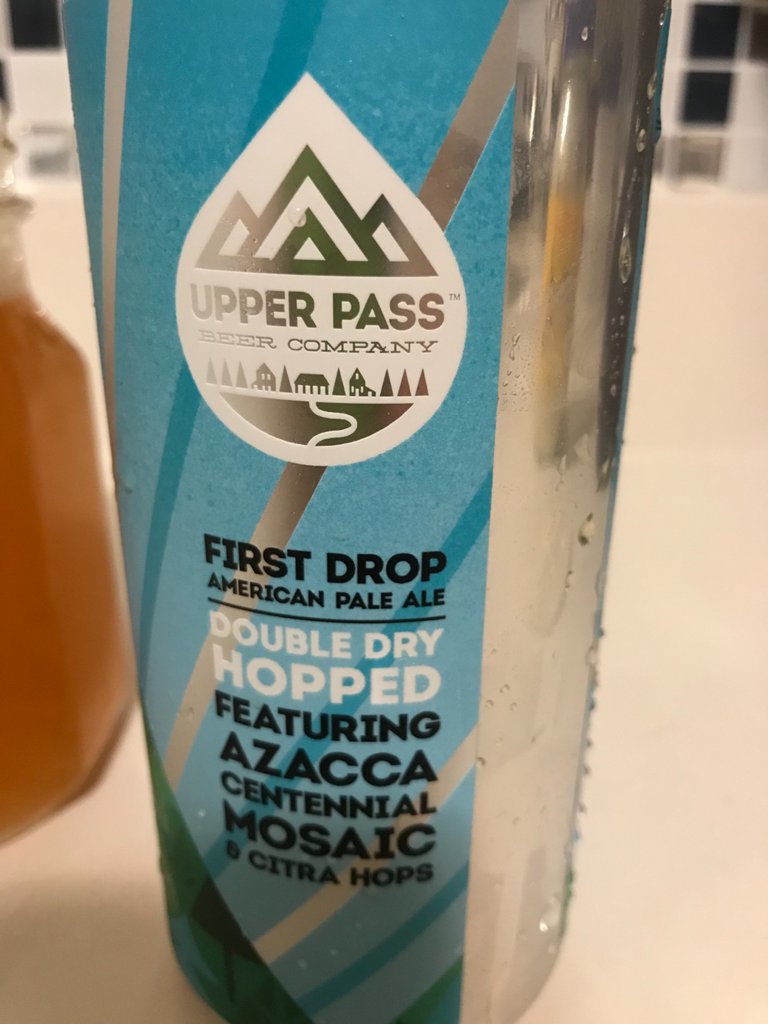 UPPER PASS™
BEER COMPANY
FIRST DROP
AMERICAN PALE ALE
DOUBLE DRY
HOPPED
FEATURING
AZACCA
CENTENNIAL
MOSAIC
& CITRA HOPS